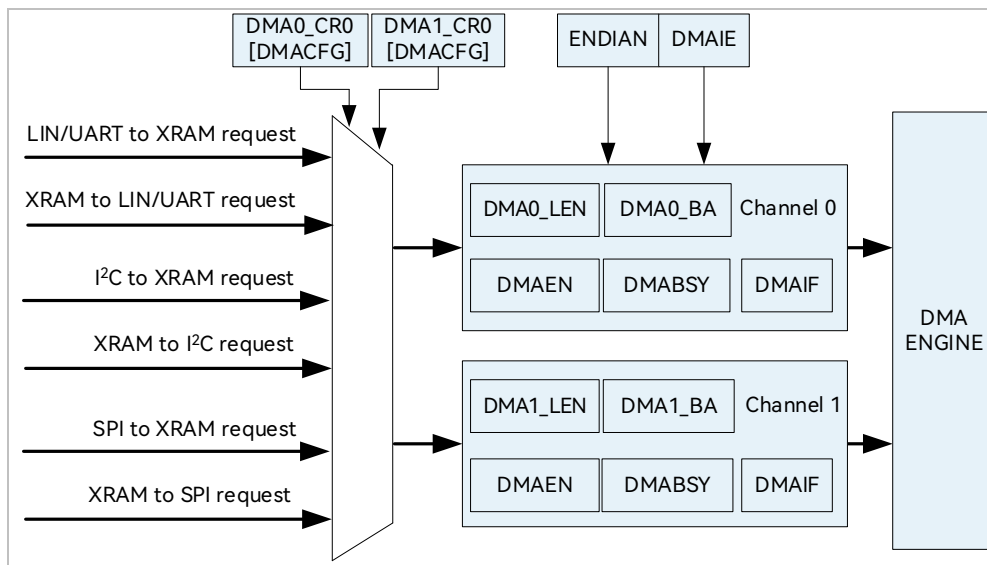 DMA0_CR0
[DMACFG]
DMA1_CR0
[DMACFG]
ENDIAN
DMAIE
LIN/UART to XRAM request
XRAM to LIN/UART request
I²C to XRAM request
XRAM to I²C request
SPI to XRAM request
XRAM to SPI request
DMA0_LEN
DMA0_BA
Channel 0
DMAEN
DMABSY
DMAIF
DMA1_LEN
DMA1_BA
Channel 1
DMAEN
DMABSY
DMAIF
DMA
ENGINE